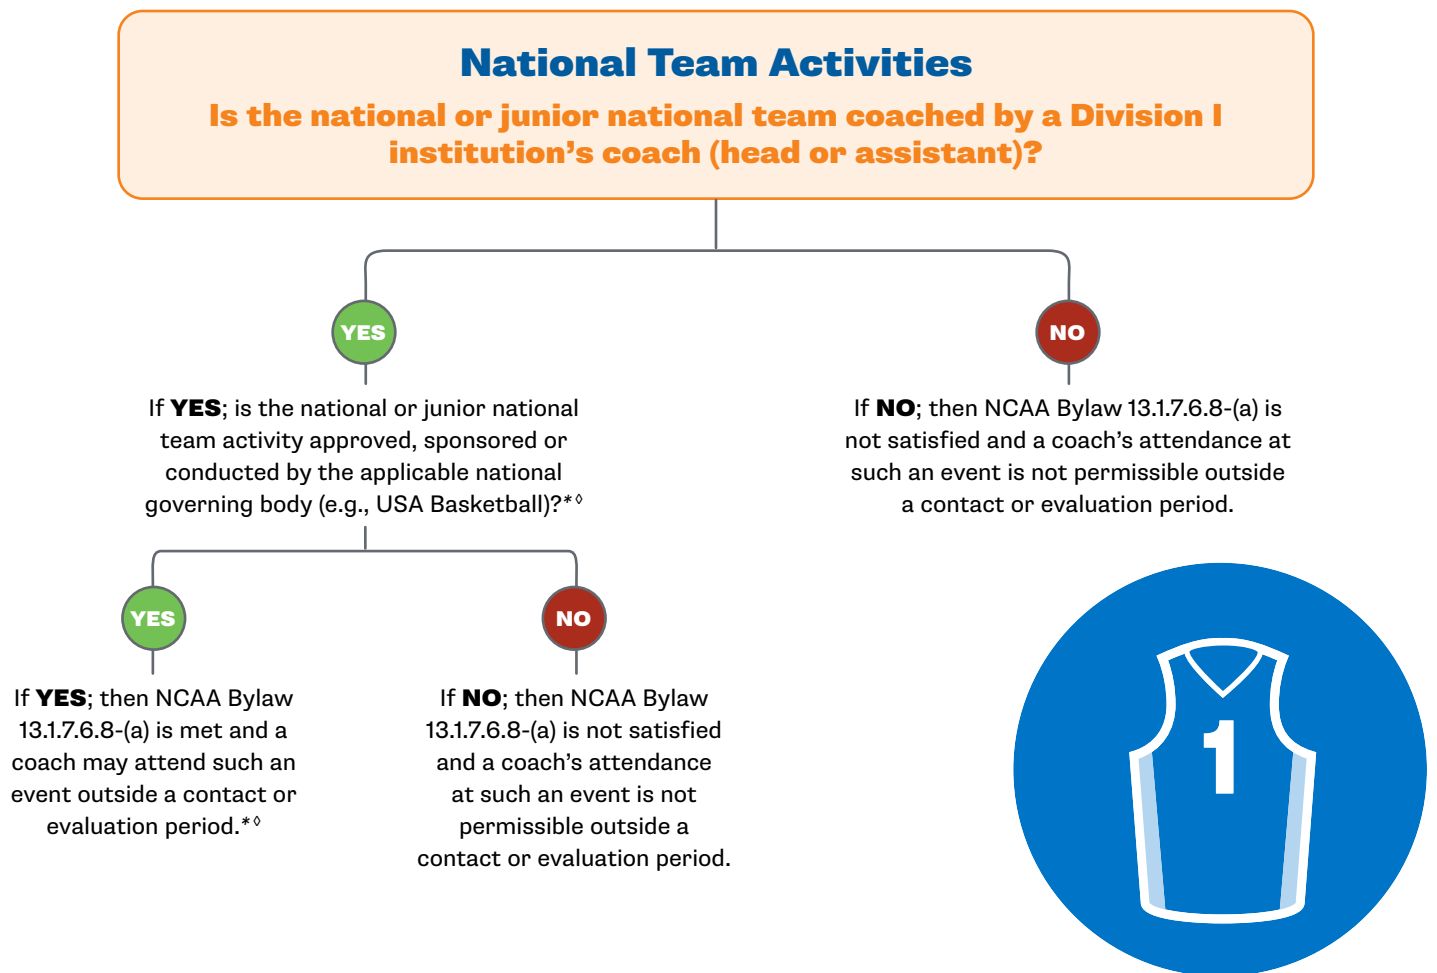 National Team Activities
Is the national or junior national team coached by a Division I
institution’s coach (head or assistant)?
YES
NO
If YES; is the national or junior national
team activity approved, sponsored or
conducted by the applicable national
governing body (e.g., USA Basketball)?*◊
If NO; then NCAA Bylaw 13.1.7.6.8-(a) is
not satisfied and a coach’s attendance at
such an event is not permissible outside
a contact or evaluation period.
YES
NO
If YES; then NCAA Bylaw
13.1.7.6.8-(a) is met and a
coach may attend such an
event outside a contact or
evaluation period.*◊
If NO; then NCAA Bylaw
13.1.7.6.8-(a) is not satisfied
and a coach’s attendance
at such an event is not
permissible outside a
contact or evaluation period.
1